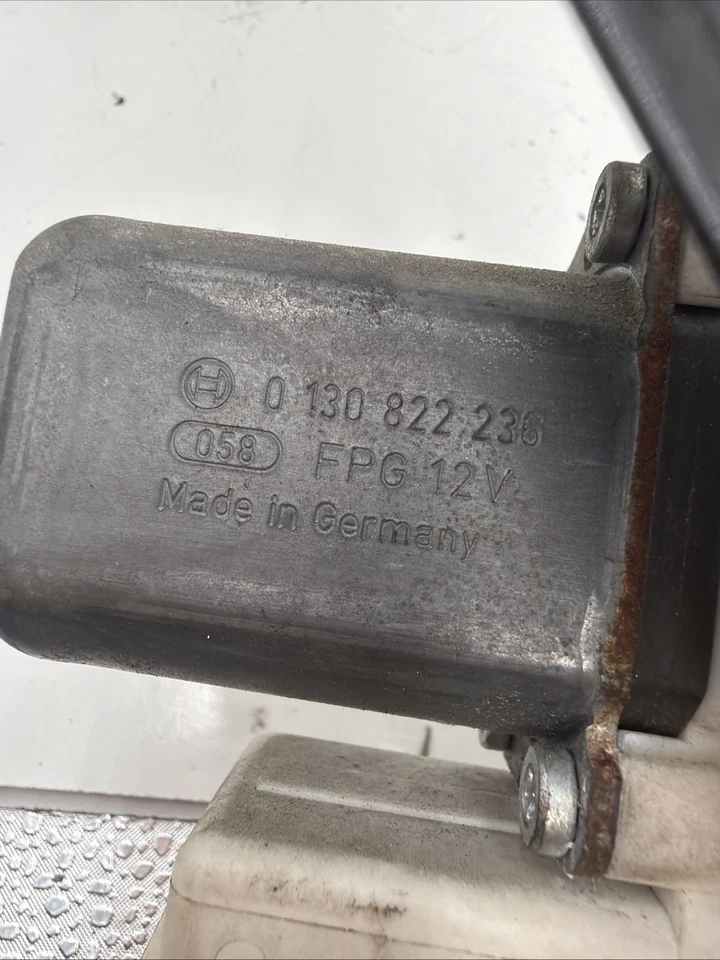 0 130 822 236
058 FPG 12V
Made in Germany